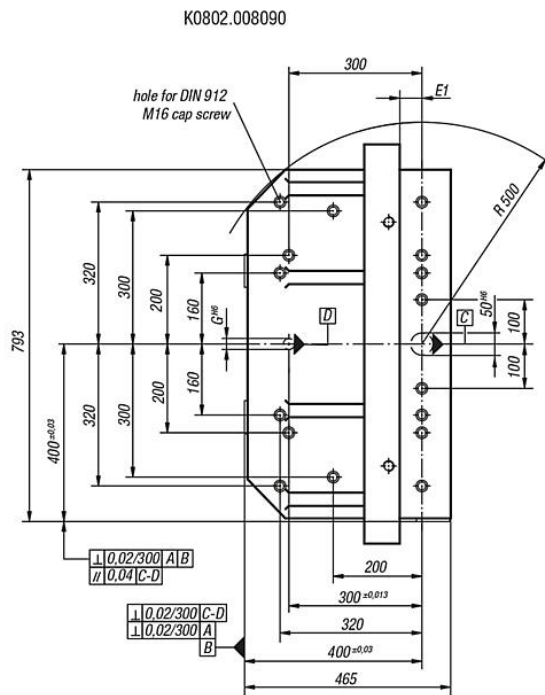 K0802.008090
300
E1
hole for DIN 912
M16 cap screw
R 500
793
320
300
200
160
G H6
D
50 H6
C
100
100
400 ±0,03
320
300
200
160
⊥ 0,02/300 A B
// 0,04 C-D
200
300 ±0,013
⊥ 0,02/300 C-D
⊥ 0,02/300 A
B
320
400 ±0,03
465